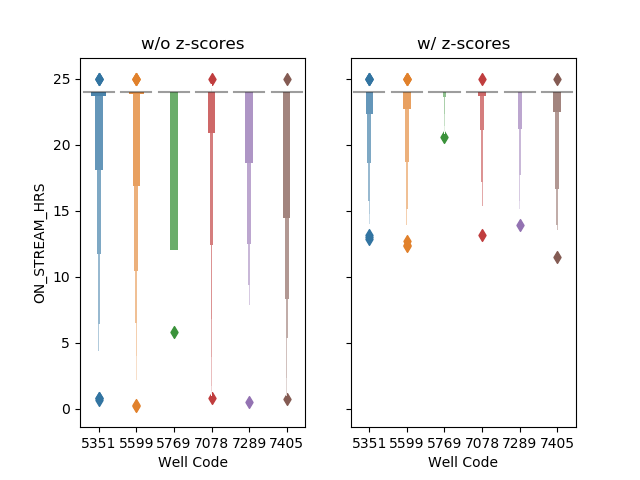 w/o z-scores
w/ z-scores
ON_STREAM_HRS
25
20
15
10
5
0
5351 5599 5769 7078 7289 7405
5351 5599 5769 7078 7289 7405
Well Code
Well Code